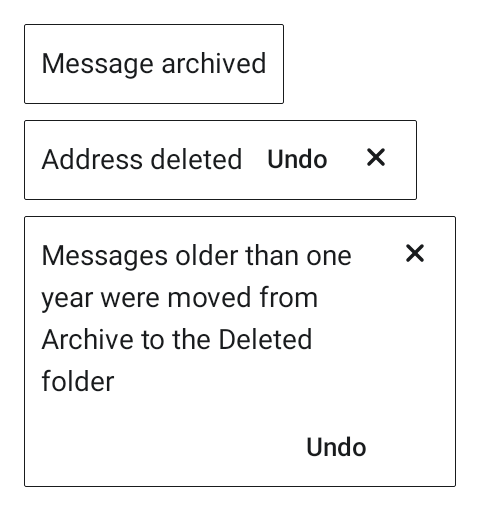 Message archived
Address deleted Undo
Messages older than one
year were moved from
Archive to the Deleted
folder
Undo